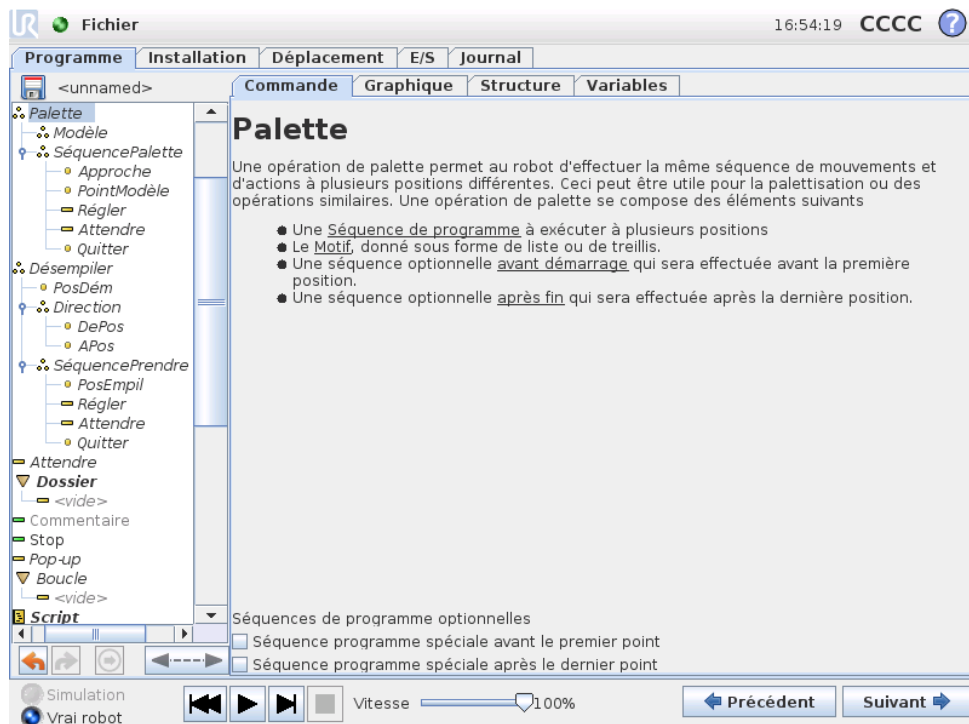 UR Fichier 16:54:19 CCCC ?
Programme Installation Déplacement E/S Journal
<unnamed>
Commande Graphique Structure Variables
Palette
Modèle
SéquencePalette
Approche
PointModèle
Régler
Attendre
Quitter
Désempiler
PosDém
Direction
DePos
APos
SéquencePrendre
PosEmpil
Régler
Attendre
Quitter
Attendre
Dossier
<vide>
Commentaire
Stop
Pop-up
Boucle
<vide>
Script
Palette
Une opération de palette permet au robot d'effectuer la même séquence de mouvements et
d'actions à plusieurs positions différentes. Ceci peut être utile pour la palettisation ou des
opérations similaires. Une opération de palette se compose des éléments suivants
● Une Séquence de programme à exécuter à plusieurs positions
● Le Motif, donné sous forme de liste ou de treillis.
● Une séquence optionnelle avant démarrage qui sera effectuée avant la première
position.
● Une séquence optionnelle après fin qui sera effectuée après la dernière position.
Séquences de programme optionnelles
Séquence programme spéciale avant le premier point
Séquence programme spéciale après le dernier point
Simulation
Vrai robot
Vitesse 100%
Précédent Suivant